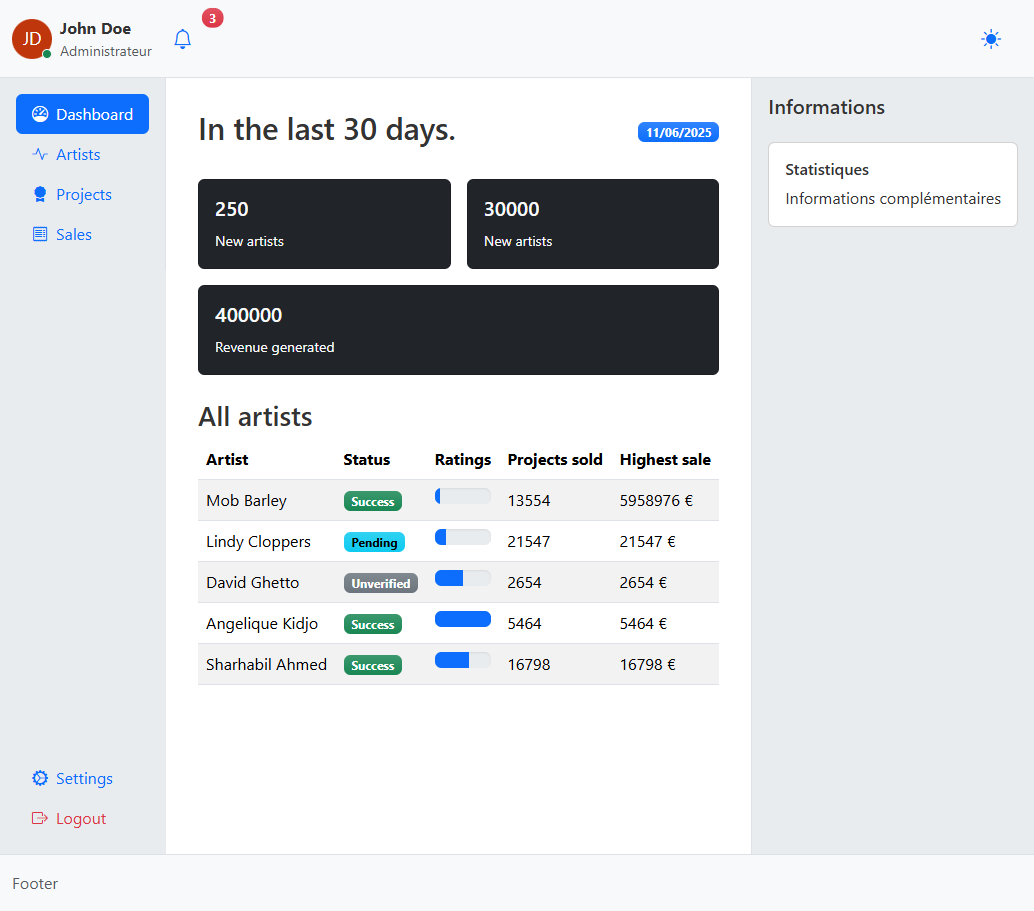 JD
John Doe
Administrateur
3
Dashboard
Artists
Projects
Sales
Settings
Logout
In the last 30 days.
11/06/2025
250
New artists
30000
New artists
400000
Revenue generated
All artists
Artist Status Ratings Projects sold Highest sale
Mob Barley Success 13554 5958976 €
Lindy Cloppers Pending 21547 21547 €
David Ghetto Unverified 2654 2654 €
Angelique Kidjo Success 5464 5464 €
Sharhabil Ahmed Success 16798 16798 €
Informations
Statistiques
Informations complémentaires
Footer